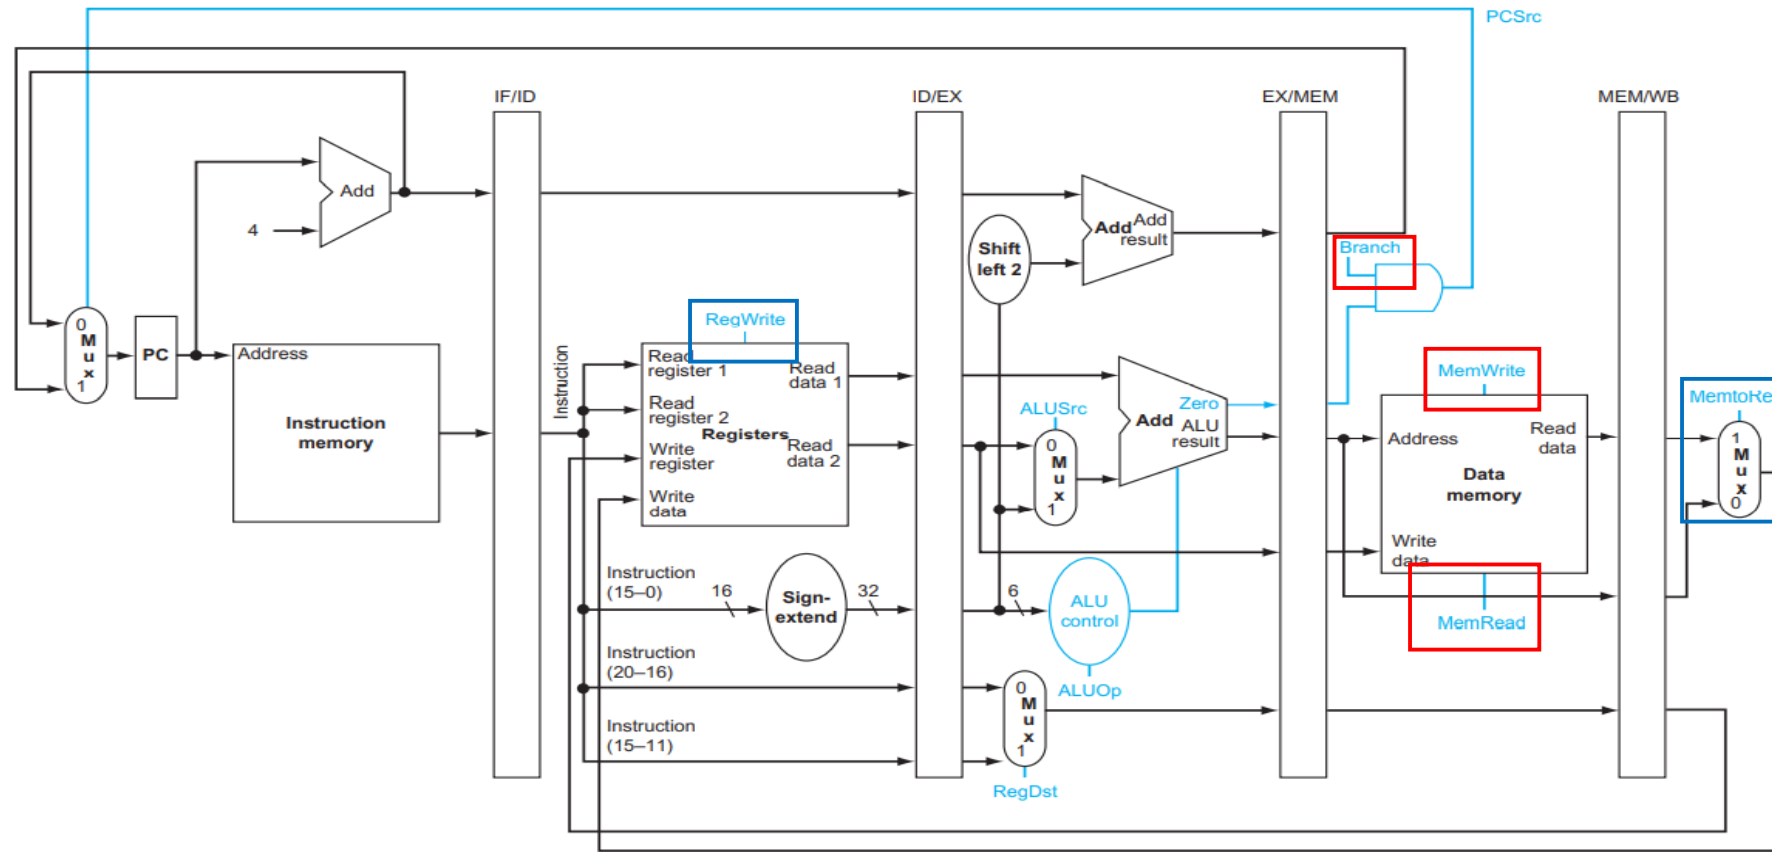 PCSrc
IF/ID
ID/EX
EX/MEM
MEM/WB
Add
4
Shift
left 2
Add
Add
result
Branch
0
M
u
x
1
PC
Address
Instruction
memory
Instruction
RegWrite
Read
register 1
Read
data 1
Read
register 2
Registers
Write
register
Read
data 2
Write
data
ALUSrc
0
M
u
x
1
Zero
Add
ALU
result
MemWrite
Address
Read
data
Data
memory
Write
data
MemRead
MemtoRe
1
M
u
x
0
Instruction
(15–0)
16
Sign-
extend
32
6
ALU
control
ALUOp
Instruction
(20–16)
Instruction
(15–11)
0
M
u
x
1
RegDst